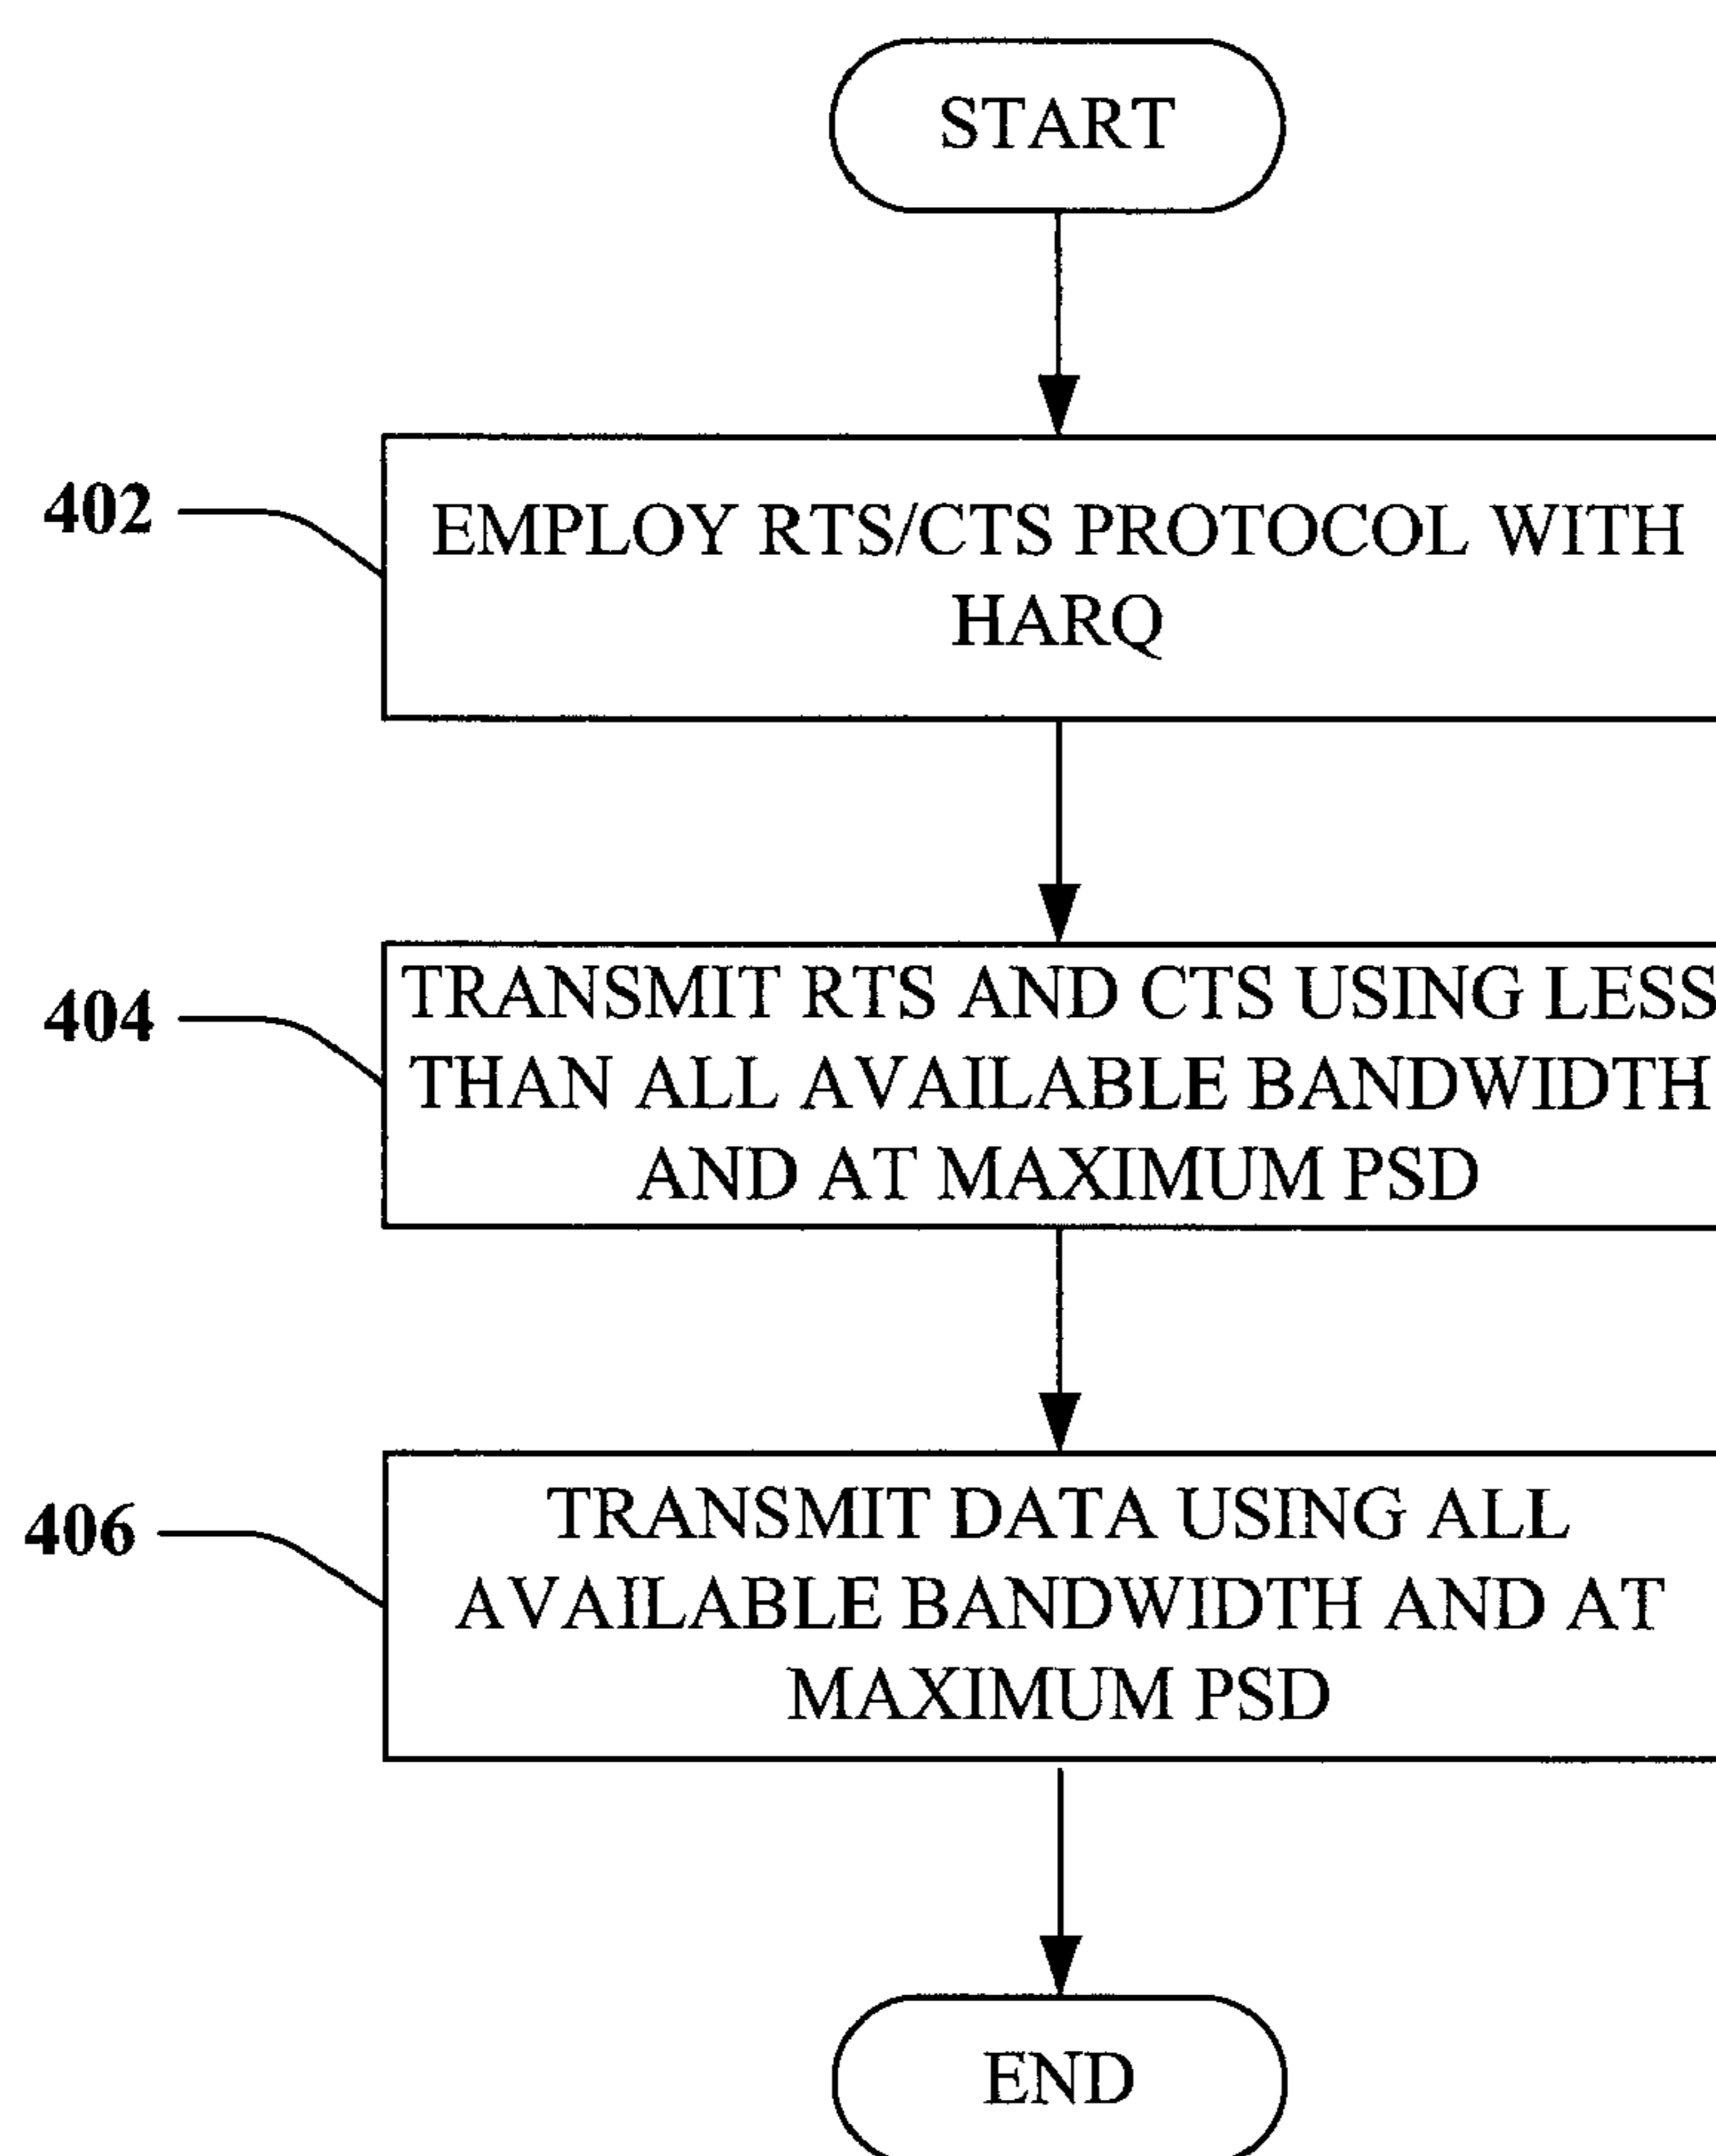 START
402
EMPLOY RTS/CTS PROTOCOL WITH
HARQ
404
TRANSMIT RTS AND CTS USING LESS
THAN ALL AVAILABLE BANDWIDTH
AND AT MAXIMUM PSD
406
TRANSMIT DATA USING ALL
AVAILABLE BANDWIDTH AND AT
MAXIMUM PSD
END